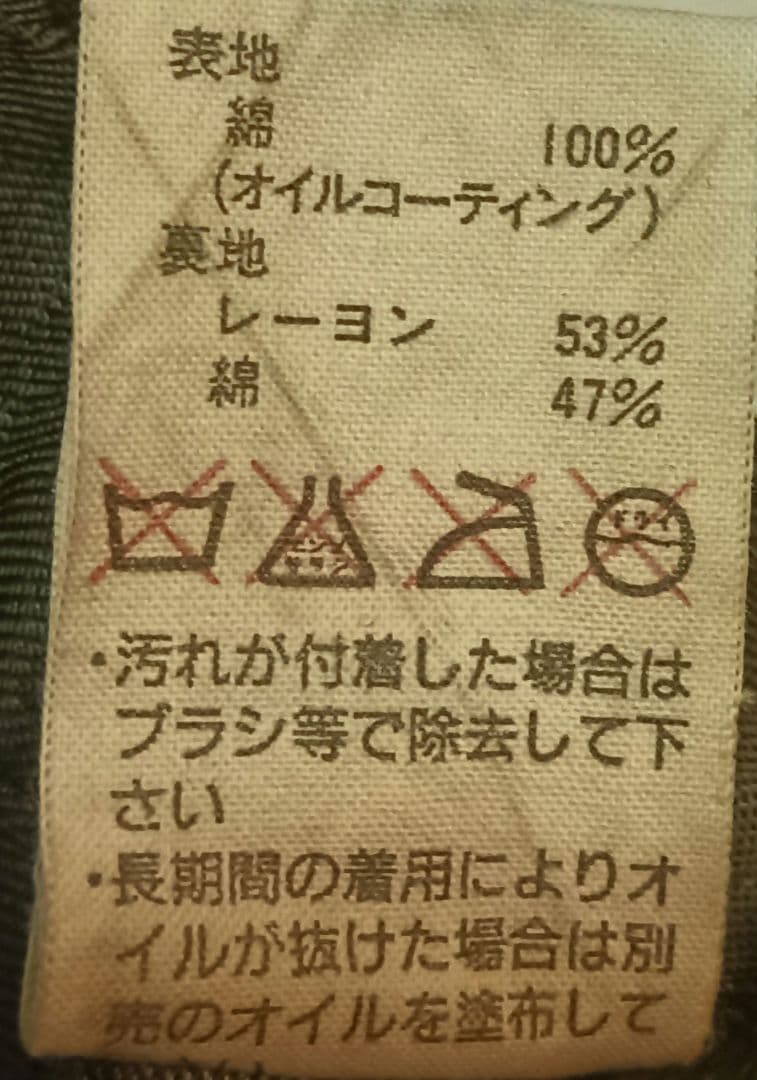 表地
綿 100%
(オイルコーティング)
裏地
レーヨン 53%
綿 47%
ドライ
・汚れが付着した場合は
ブラシ等で除去して下
さい
・長期間の着用によりオ
イルが抜けた場合は別
売のオイルを塗布して